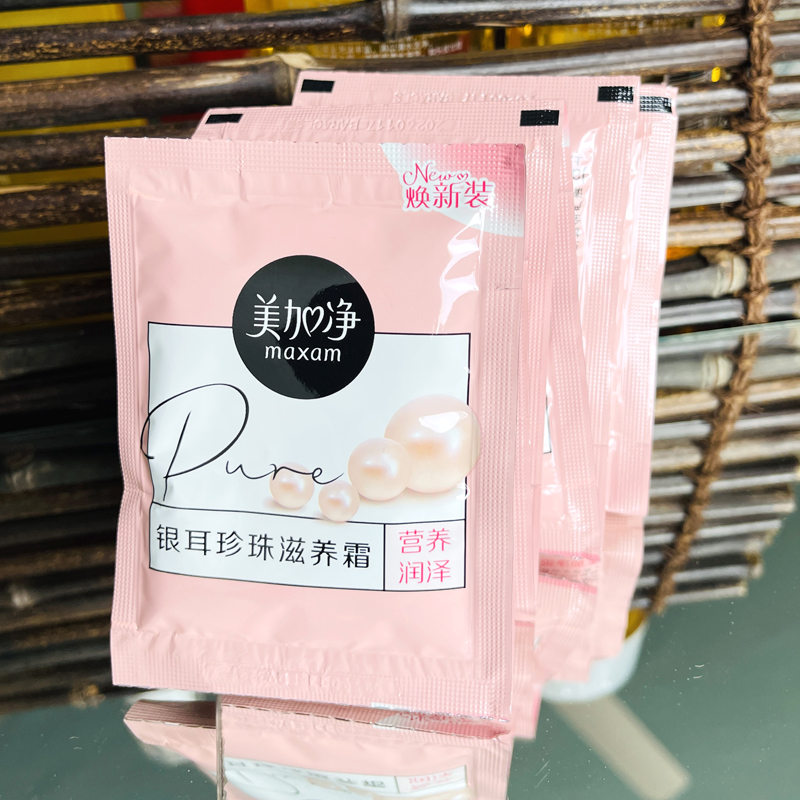 New
焕新装
美加净
maxam
Pure
银耳珍珠滋养霜
营养
润泽